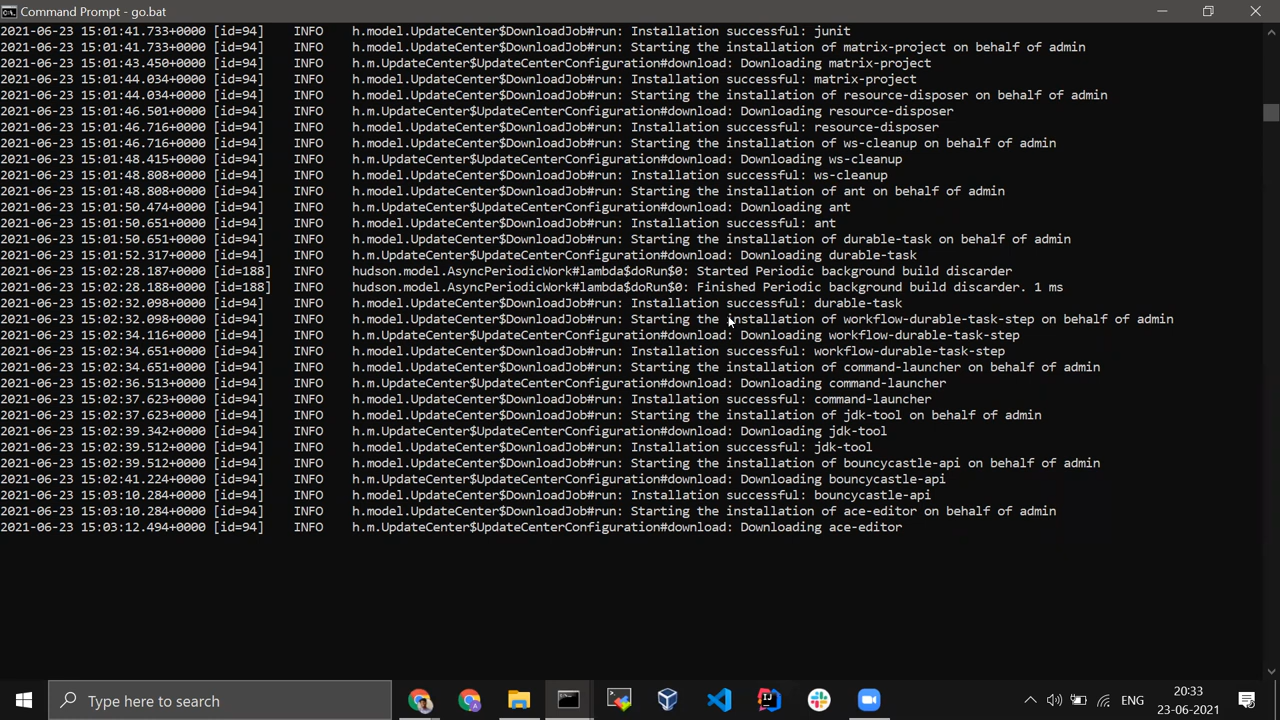 Command Prompt - go.bat
2021-06-23 15:01:41.733+0000 [id=94] INFO h.model.UpdateCenter$DownloadJob#run: Installation successful: junit
2021-06-23 15:01:41.733+0000 [id=94] INFO h.model.UpdateCenter$DownloadJob#run: Starting the installation of matrix-project on behalf of admin
2021-06-23 15:01:43.450+0000 [id=94] INFO h.m.UpdateCenter$UpdateCenterConfiguration#download: Downloading matrix-project
2021-06-23 15:01:44.034+0000 [id=94] INFO h.model.UpdateCenter$DownloadJob#run: Installation successful: matrix-project
2021-06-23 15:01:44.034+0000 [id=94] INFO h.model.UpdateCenter$DownloadJob#run: Starting the installation of resource-disposer on behalf of admin
2021-06-23 15:01:46.501+0000 [id=94] INFO h.m.UpdateCenter$UpdateCenterConfiguration#download: Downloading resource-disposer
2021-06-23 15:01:46.716+0000 [id=94] INFO h.model.UpdateCenter$DownloadJob#run: Installation successful: resource-disposer
2021-06-23 15:01:46.716+0000 [id=94] INFO h.model.UpdateCenter$DownloadJob#run: Starting the installation of ws-cleanup on behalf of admin
2021-06-23 15:01:48.415+0000 [id=94] INFO h.m.UpdateCenter$UpdateCenterConfiguration#download: Downloading ws-cleanup
2021-06-23 15:01:48.808+0000 [id=94] INFO h.model.UpdateCenter$DownloadJob#run: Installation successful: ws-cleanup
2021-06-23 15:01:48.808+0000 [id=94] INFO h.model.UpdateCenter$DownloadJob#run: Starting the installation of ant on behalf of admin
2021-06-23 15:01:50.474+0000 [id=94] INFO h.m.UpdateCenter$UpdateCenterConfiguration#download: Downloading ant
2021-06-23 15:01:50.651+0000 [id=94] INFO h.model.UpdateCenter$DownloadJob#run: Installation successful: ant
2021-06-23 15:01:50.651+0000 [id=94] INFO h.model.UpdateCenter$DownloadJob#run: Starting the installation of durable-task on behalf of admin
2021-06-23 15:01:52.317+0000 [id=94] INFO h.m.UpdateCenter$UpdateCenterConfiguration#download: Downloading durable-task
2021-06-23 15:02:28.187+0000 [id=188] INFO hudson.model.AsyncPeriodicWork#lambda$doRun$0: Started Periodic background build discarder
2021-06-23 15:02:28.188+0000 [id=188] INFO hudson.model.AsyncPeriodicWork#lambda$doRun$0: Finished Periodic background build discarder. 1 ms
2021-06-23 15:02:32.098+0000 [id=94] INFO h.model.UpdateCenter$DownloadJob#run: Installation successful: durable-task
2021-06-23 15:02:32.098+0000 [id=94] INFO h.model.UpdateCenter$DownloadJob#run: Starting the installation of workflow-durable-task-step on behalf of admin
2021-06-23 15:02:34.116+0000 [id=94] INFO h.m.UpdateCenter$UpdateCenterConfiguration#download: Downloading workflow-durable-task-step
2021-06-23 15:02:34.651+0000 [id=94] INFO h.model.UpdateCenter$DownloadJob#run: Installation successful: workflow-durable-task-step
2021-06-23 15:02:34.651+0000 [id=94] INFO h.model.UpdateCenter$DownloadJob#run: Starting the installation of command-launcher on behalf of admin
2021-06-23 15:02:36.513+0000 [id=94] INFO h.m.UpdateCenter$UpdateCenterConfiguration#download: Downloading command-launcher
2021-06-23 15:02:37.623+0000 [id=94] INFO h.model.UpdateCenter$DownloadJob#run: Installation successful: command-launcher
2021-06-23 15:02:37.623+0000 [id=94] INFO h.model.UpdateCenter$DownloadJob#run: Starting the installation of jdk-tool on behalf of admin
2021-06-23 15:02:39.342+0000 [id=94] INFO h.m.UpdateCenter$UpdateCenterConfiguration#download: Downloading jdk-tool
2021-06-23 15:02:39.512+0000 [id=94] INFO h.model.UpdateCenter$DownloadJob#run: Installation successful: jdk-tool
2021-06-23 15:02:39.512+0000 [id=94] INFO h.model.UpdateCenter$DownloadJob#run: Starting the installation of bouncycastle-api on behalf of admin
2021-06-23 15:02:41.224+0000 [id=94] INFO h.m.UpdateCenter$UpdateCenterConfiguration#download: Downloading bouncycastle-api
2021-06-23 15:03:10.284+0000 [id=94] INFO h.model.UpdateCenter$DownloadJob#run: Installation successful: bouncycastle-api
2021-06-23 15:03:10.284+0000 [id=94] INFO h.model.UpdateCenter$DownloadJob#run: Starting the installation of ace-editor on behalf of admin
2021-06-23 15:03:12.494+0000 [id=94] INFO h.m.UpdateCenter$UpdateCenterConfiguration#download: Downloading ace-editor
Type here to search
ENG
20:33
23-06-2021